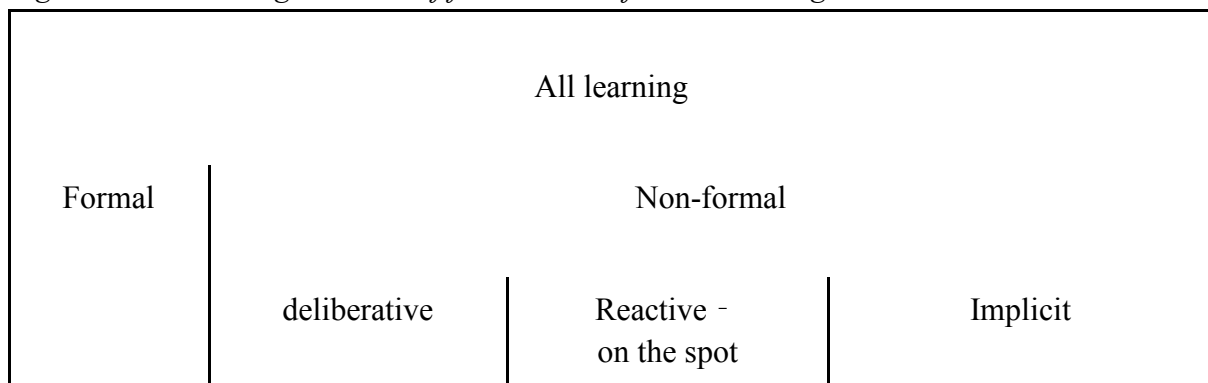 All learning
Formal
Non-formal
deliberative
Reactive -
on the spot
Implicit